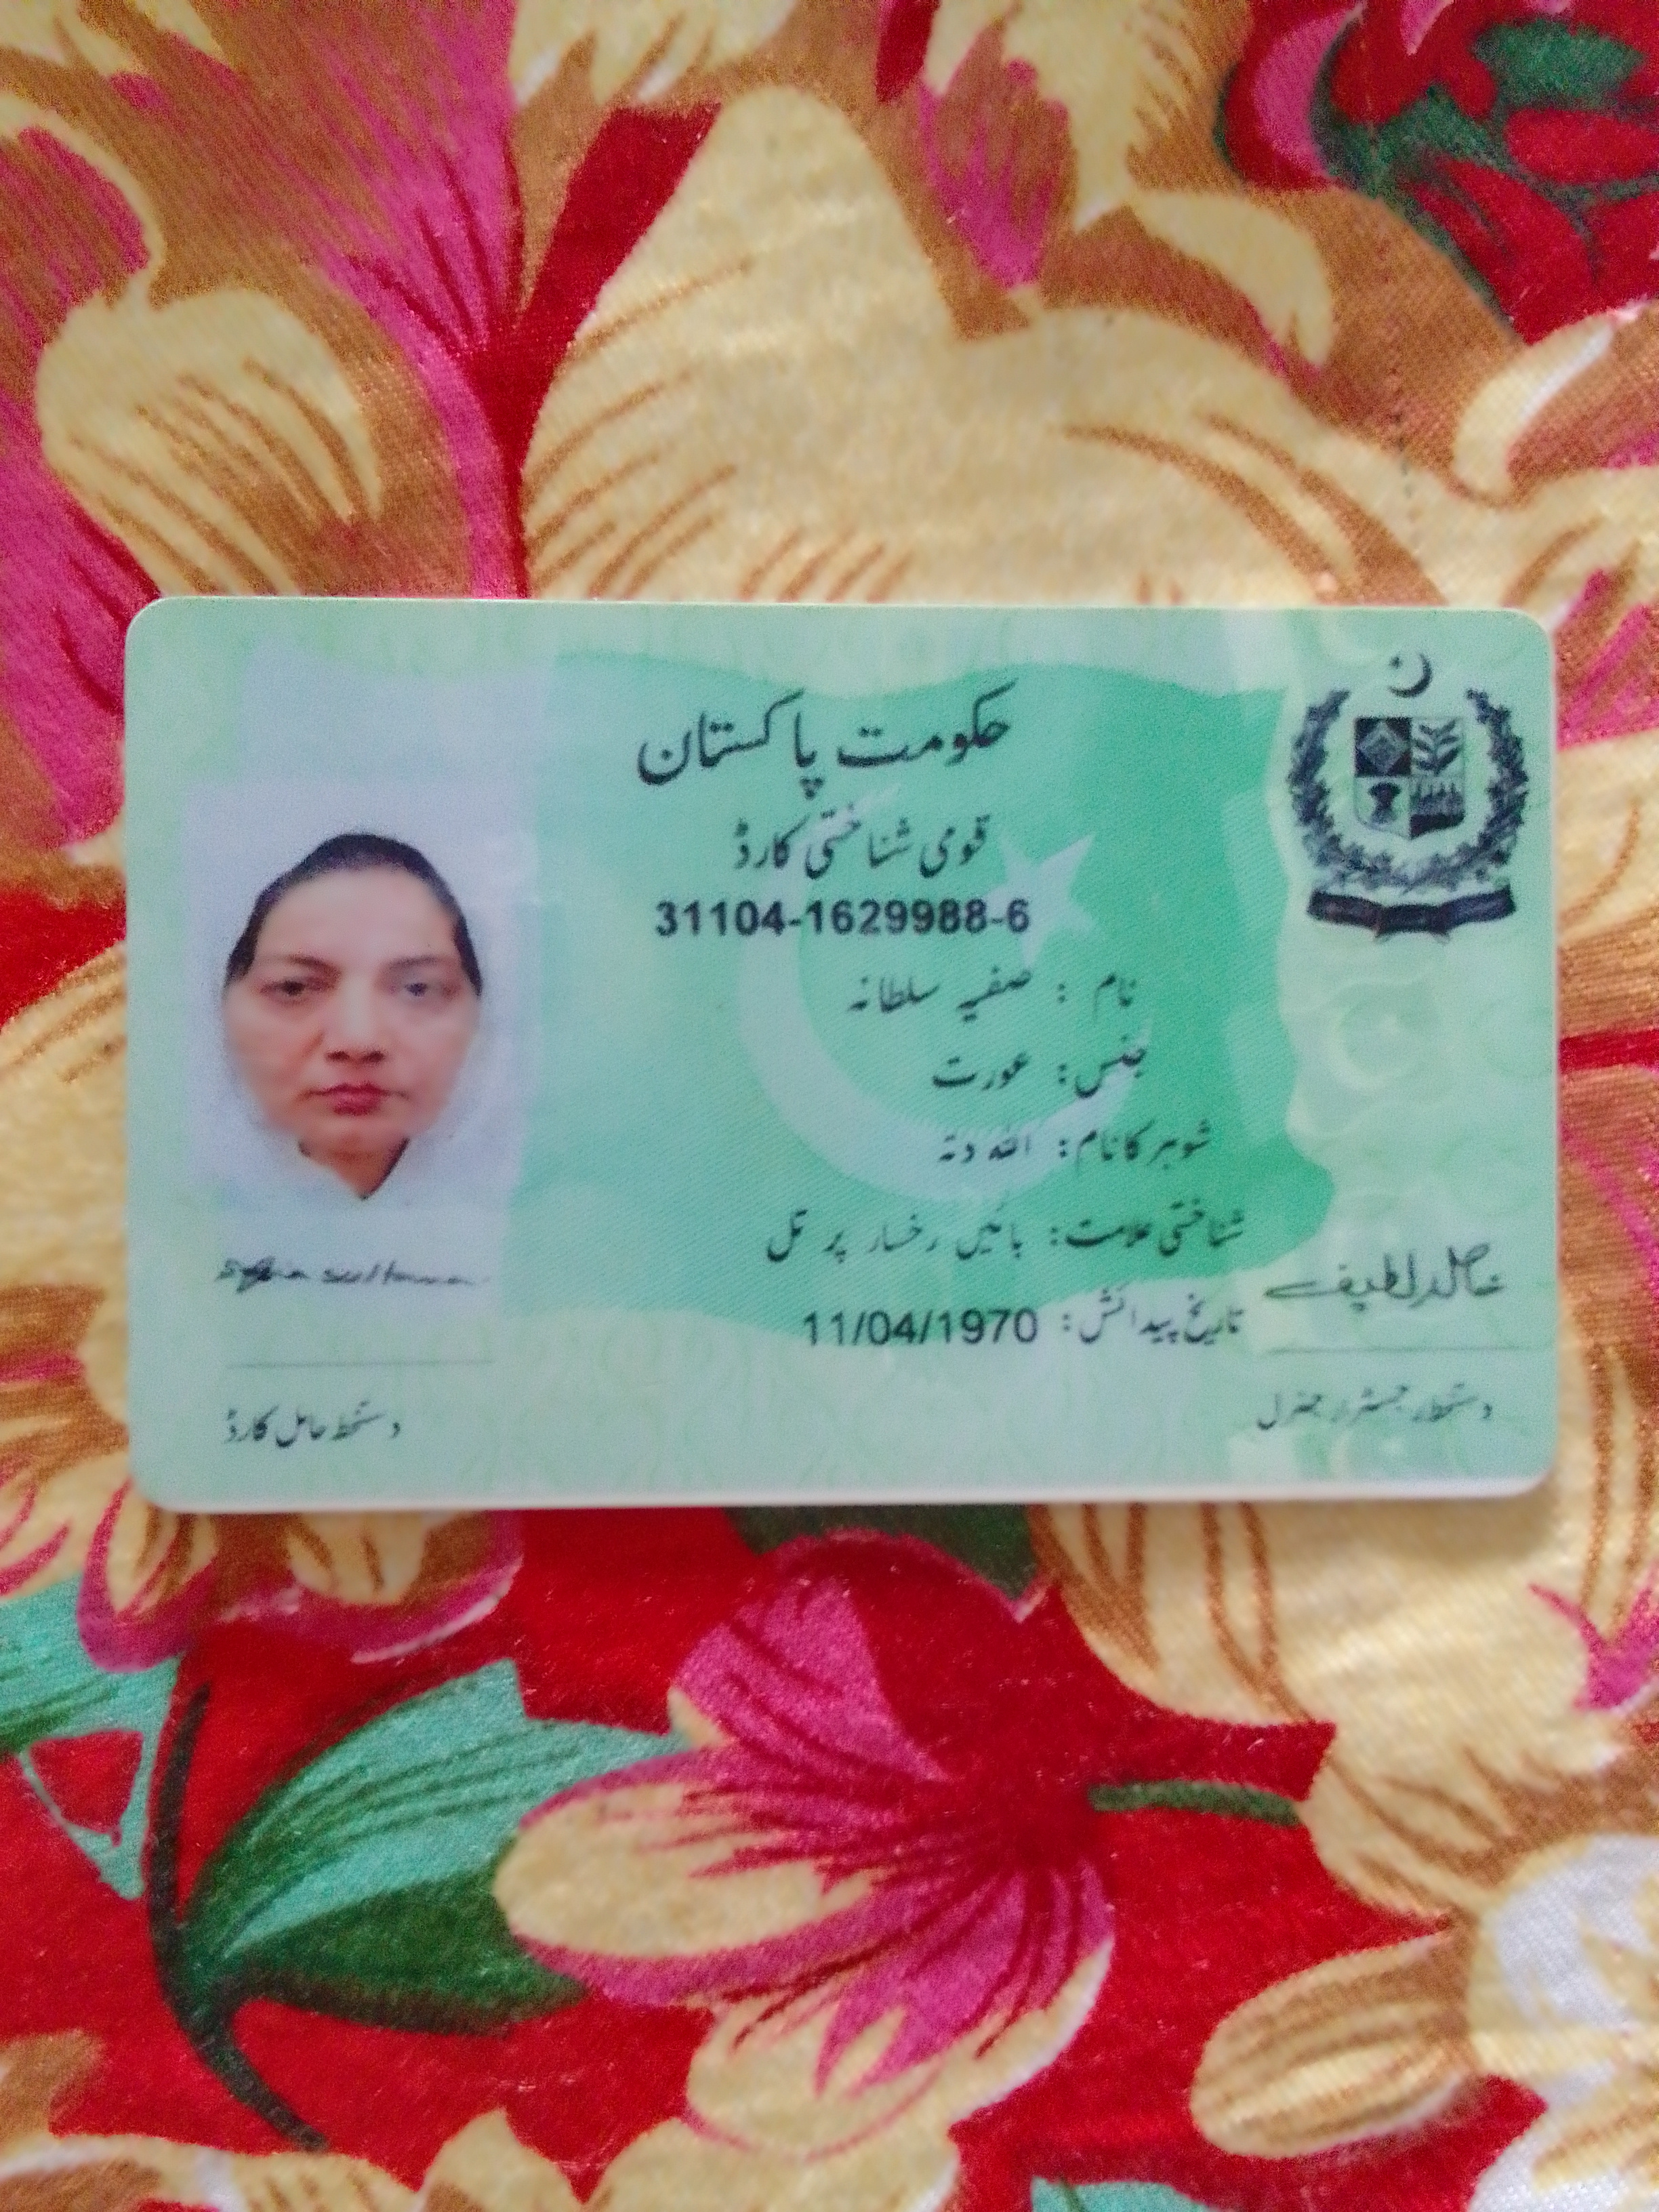 حکومت پاکستان
قومی شناختی کارڈ
31104-1629988-6
نام : صفیہ سلطانہ
جنس: عورت
شوہر کا نام: اللہ دتہ
شناختی علامت: بائیں رخسار پر تل
تاریخ پیدائش: 11/04/1970
خالد لطیف
دستخط رجسٹرار جنرل
Safia sultana
دستخط حامل کارڈ